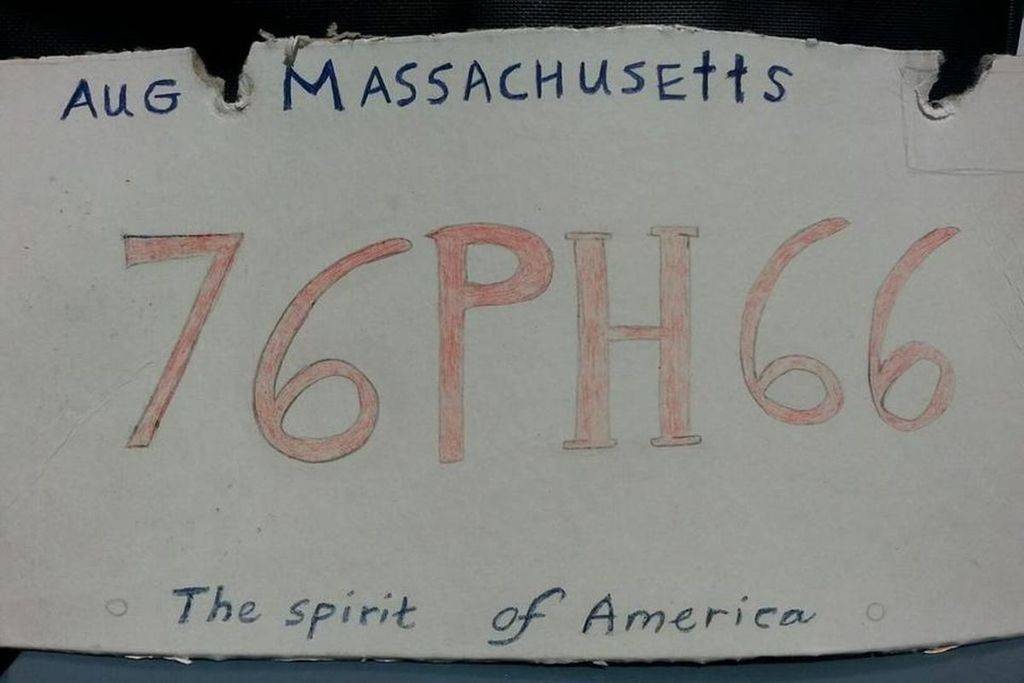 AUG MASSACHUSEttS
76PH66
The spirit of America